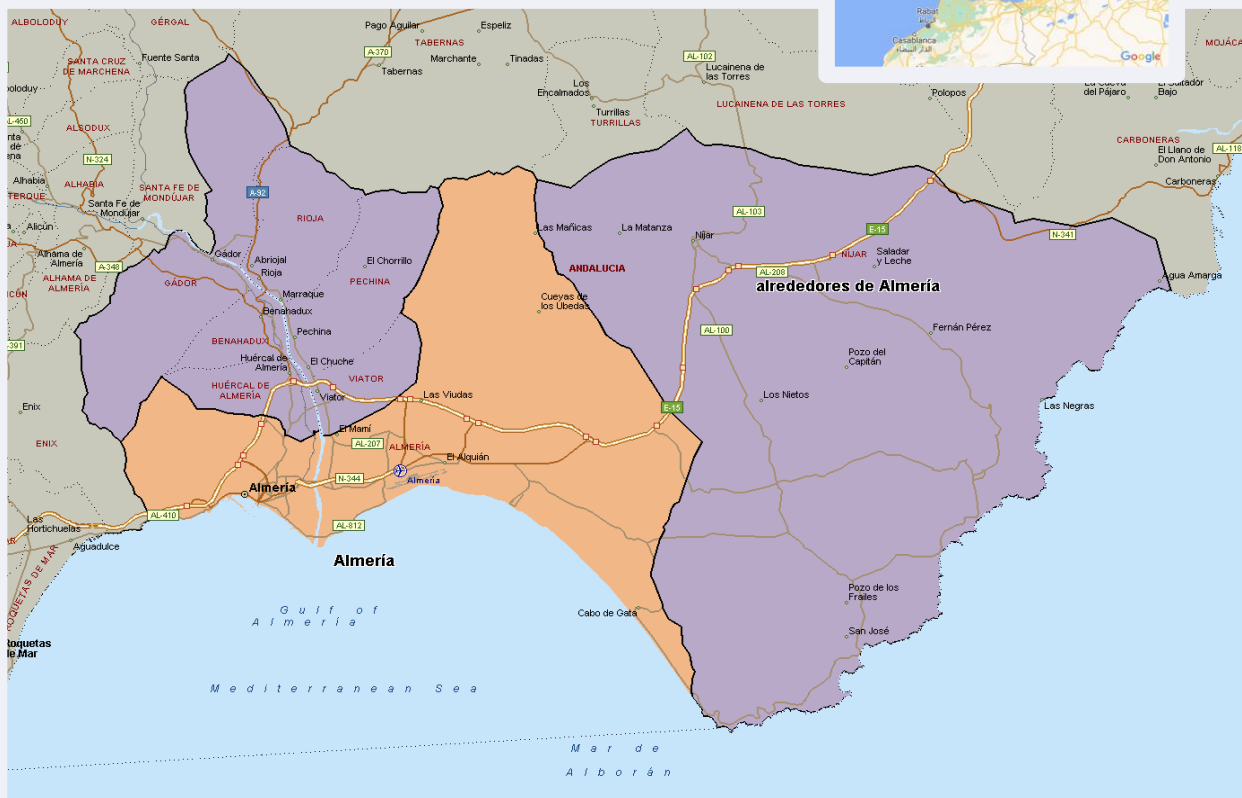 ALBOLODUY
GÉRGAL
Pago Aguilar
Espeliz
TABERNAS
A-370
Marchante
Tinadas
Tabernas
Fuente Santa
SANTA CRUZ
DE MARCHENA
AL-102
Lucainena de
las Torres
Los
Encalmados
Turrillas
TURRILLAS
LUCAINENA DE LAS TORRES
Rabat
الرباط
Casablanca
الدار البيضاء
Google
Polopos
del Pájaro
Bajo
CARBONERAS
El Llano de
Don Antonio
AL-118
Carboneras
AL-450
ALSODUX
N-324
Alhabia
ALHABIA
SANTA FE DE
MONDÚJAR
Santa Fe de
Mondújar
Alicún
Alhama de
Almería
A-348
ALHAMA DE
ALMERÍA
A-92
RIOJA
Gádor
Abriojal
Rioja
El Chorrillo
GÁDOR
PECHINA
Marraque
Benahadux
Pechina
BENAHADUX
Huércal de
Almería
El Chuche
HUÉRCAL DE
ALMERÍA
VIATOR
Viator
Las Viudas
Las Mañicas
La Matanza
AL-103
Níjar
E-15
N-341
NÍJAR
Saladar
y Leche
AL-208
ANDALUCIA
alrededores de Almería
Agua Amarga
Cueyas de
los Úbedas
AL-100
Fernán Pérez
Pozo del
Capitán
Los Nietos
Las Negras
E-15
Enix
ENIX
El Mamí
AL-207
ALMERÍA
El Alquián
N-344
Almería
Almería
AL-410
AL-812
Las
Hortichuelas
Aguadulce
Almería
ROQUETAS DE MAR
Gulf of
Almería
Cabo de Gata
Pozo de los
Frailes
San José
Mediterranean Sea
Mar de
Alborán